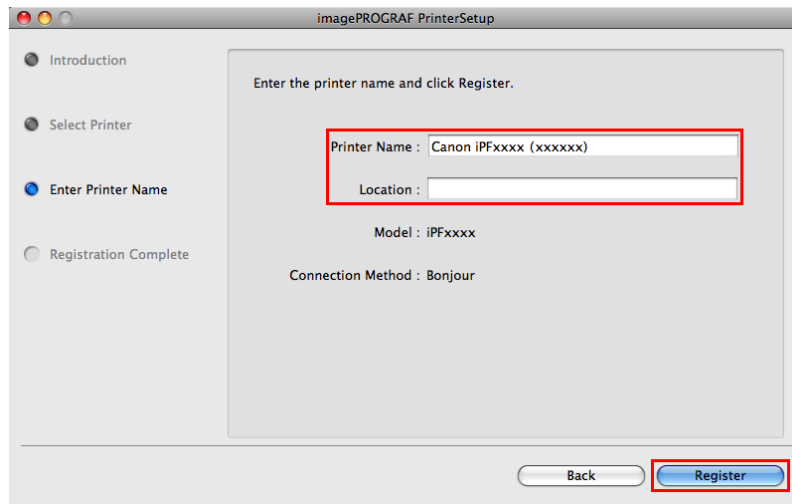 imagePROGRAF PrinterSetup
Introduction
Select Printer
Enter Printer Name
Registration Complete
Enter the printer name and click Register.
Printer Name : Canon iPFxxxx (xxxxxx)
Location :
Model : iPFxxxx
Connection Method : Bonjour
Back
Register